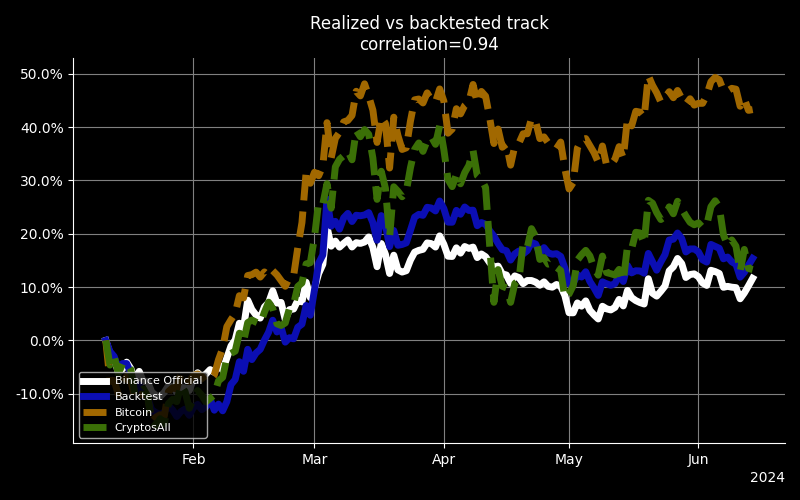 Realized vs backtested track
correlation=0.94
50.0%
40.0%
30.0%
20.0%
10.0%
0.0%
-10.0%
Binance Official
Backtest
Bitcoin
CryptosAll
Feb
Mar
Apr
May
Jun
2024